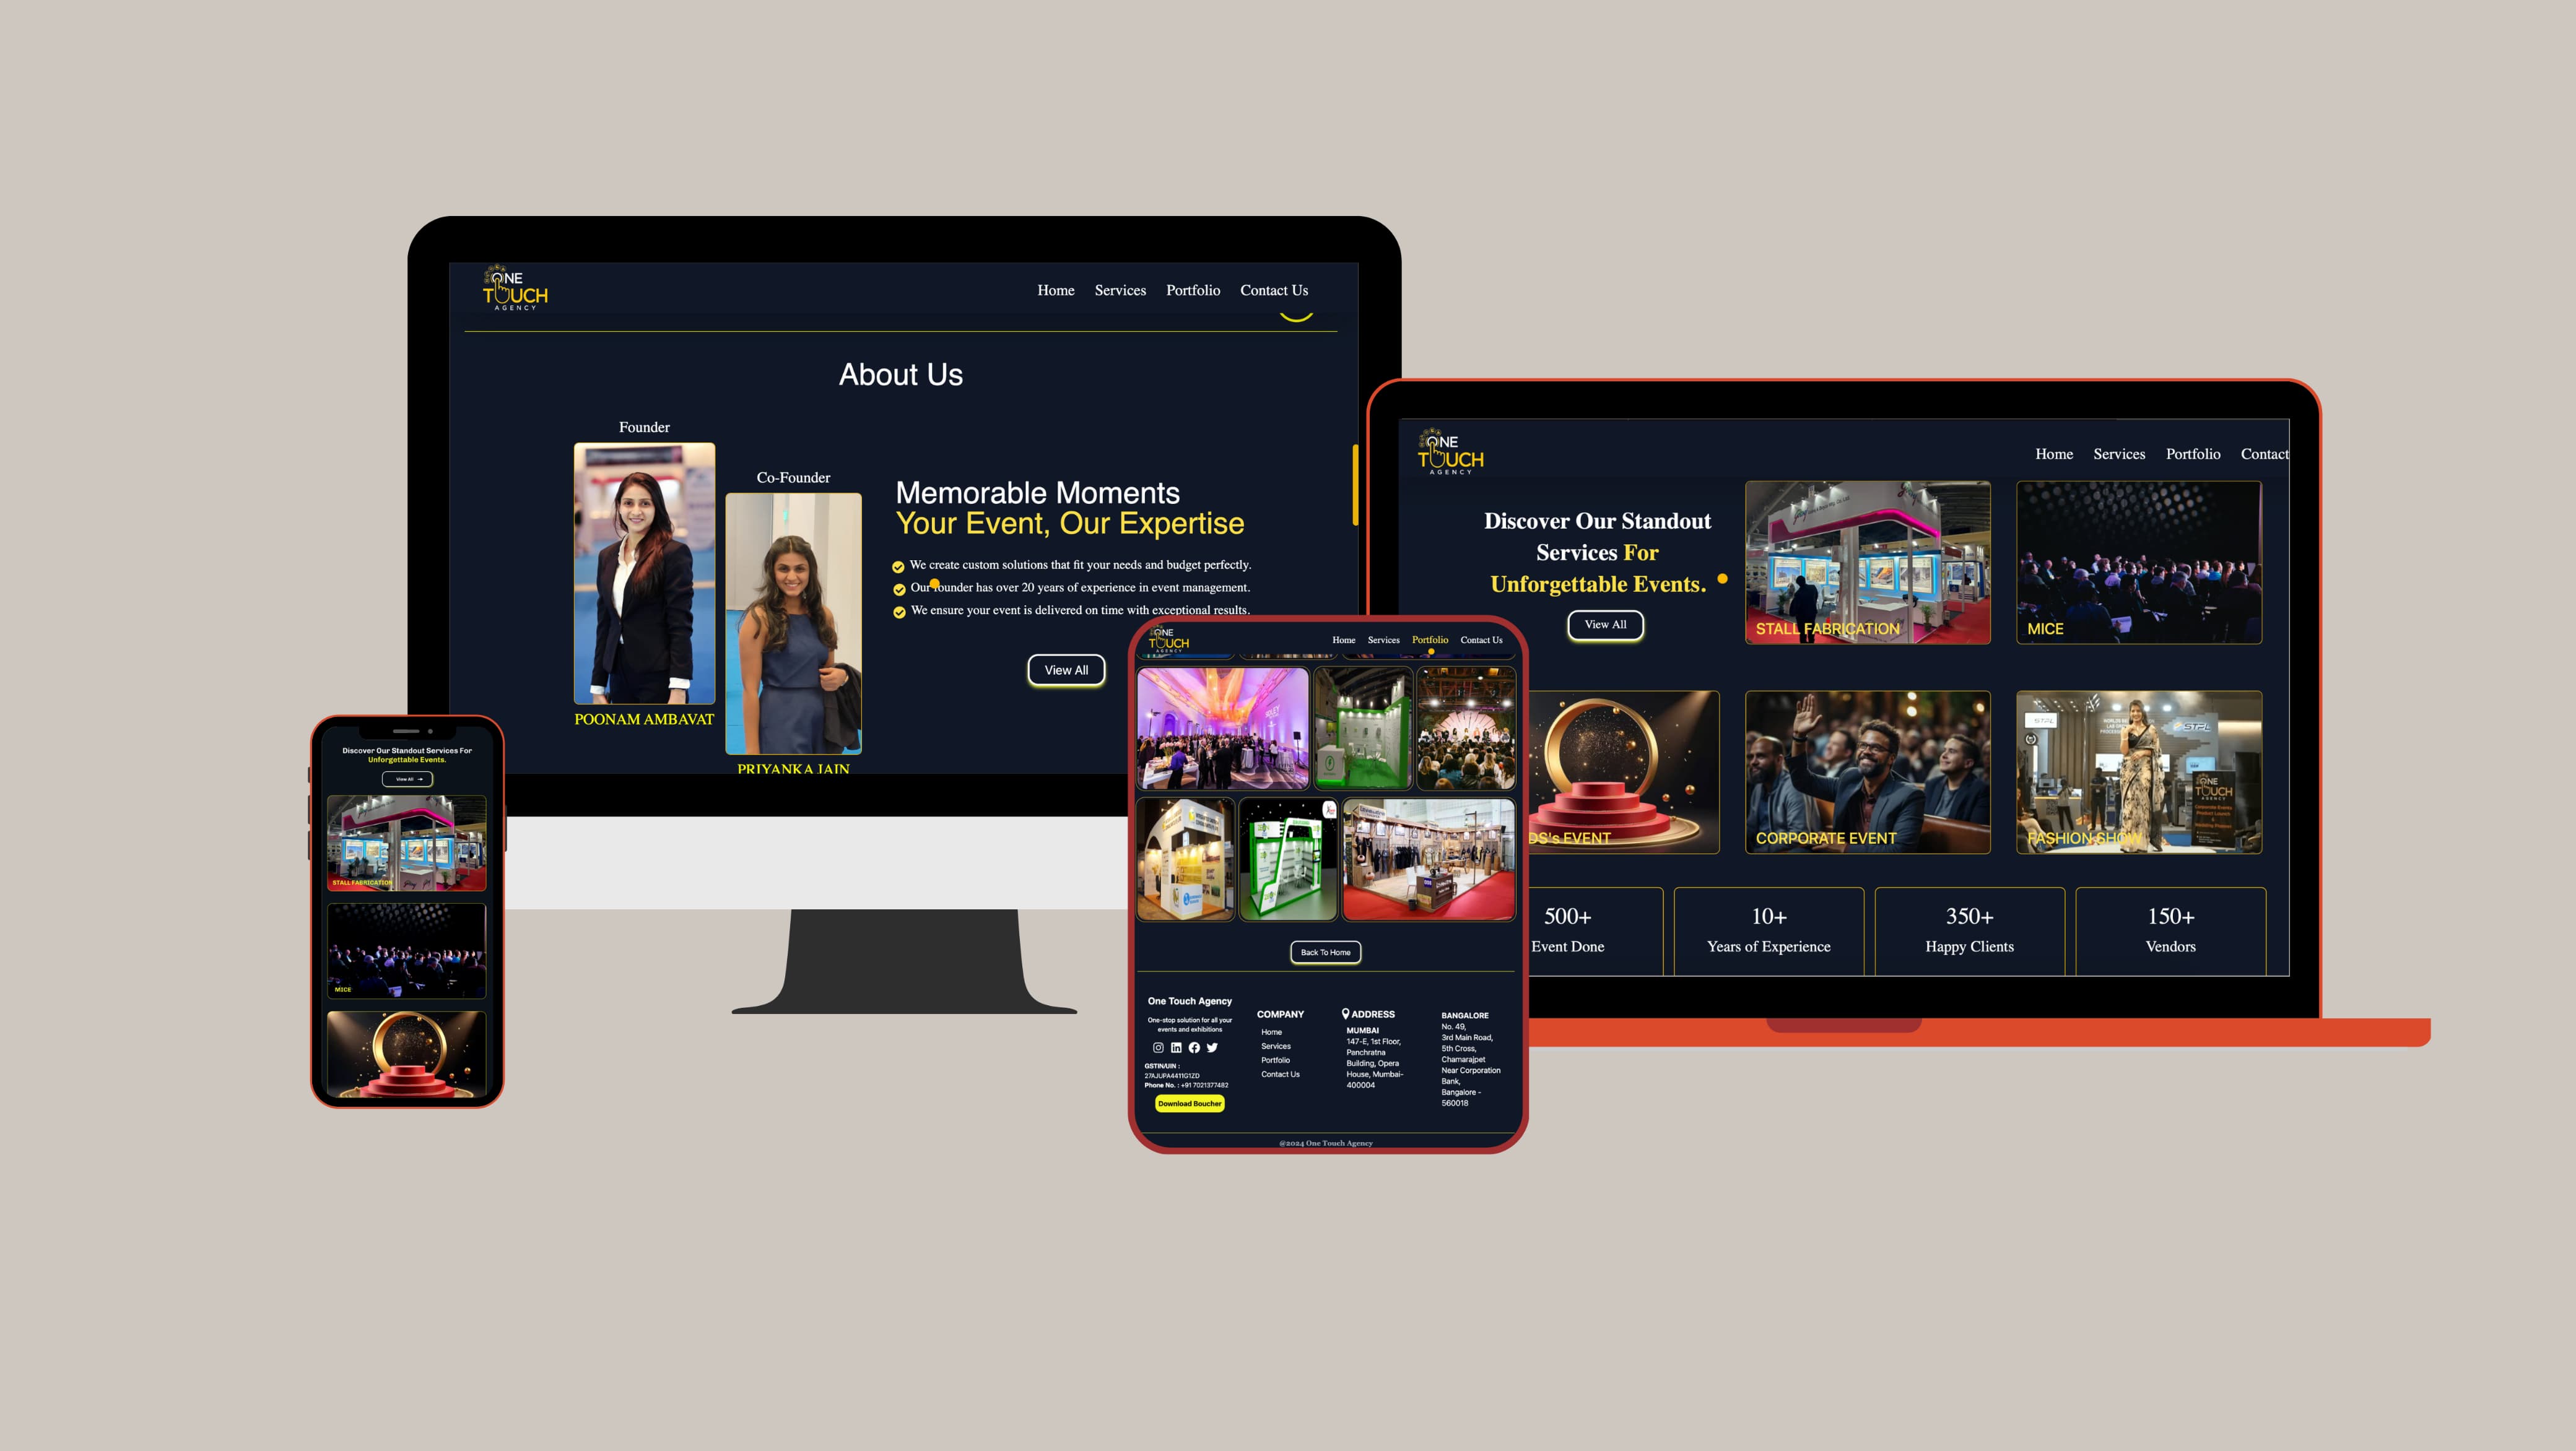 ONE
TOUCH
AGENCY
Home Services Portfolio Contact Us
About Us
Founder
POONAM AMBAVAT
Co-Founder
PRIYANKA JAIN
Memorable Moments
Your Event, Our Expertise
We create custom solutions that fit your needs and budget perfectly.
Our founder has over 20 years of experience in event management.
We ensure your event is delivered on time with exceptional results.
View All
ONE
TOUCH
AGENCY
Home Services Portfolio Contact
Discover Our Standout
Services For
Unforgettable Events.
View All
STALL FABRICATION
MICE
DS's EVENT
CORPORATE EVENT
STPL
STPL
ONE
TOUCH
AGENCY
FASHION SHOW
500+
Event Done
10+
Years of Experience
350+
Happy Clients
150+
Vendors
Discover Our Standout Services For
Unforgettable Events.
View All →
STALL FABRICATION
MICE
ONE
TOUCH
AGENCY
Home Services Portfolio Contact Us
Back To Home
One Touch Agency
One-stop solution for all your
events and exhibitions
GSTIN/UIN :
27AJUPA4411G1ZD
Phone No. : +91 7021377482
Download Boucher
COMPANY
Home
Services
Portfolio
Contact Us
ADDRESS
MUMBAI
147-E, 1st Floor,
Panchratna
Building, Opera
House, Mumbai-
400004
BANGALORE
No. 49,
3rd Main Road,
5th Cross,
Chamarajpet
Near Corporation
Bank,
Bangalore -
560018
@2024 One Touch Agency